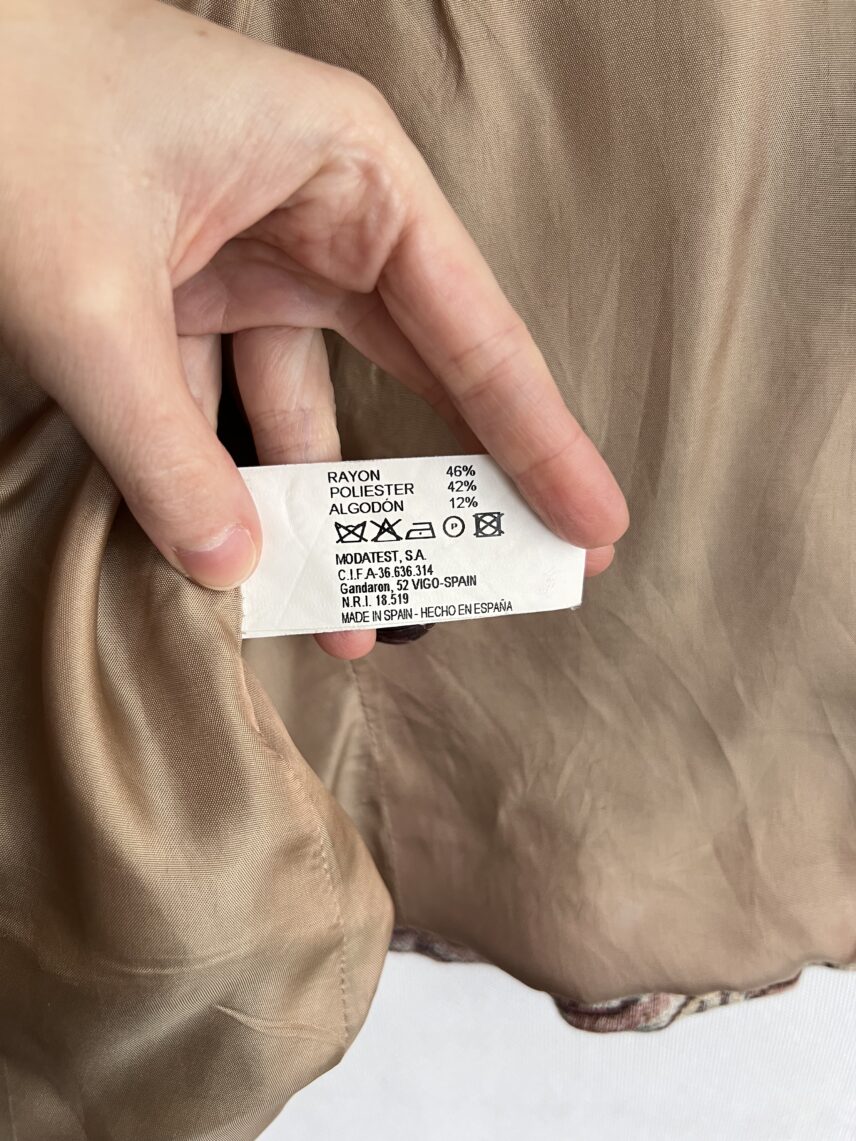 RAYON 46%
POLIESTER 42%
ALGODÓN 12%
P
MODATEST, S.A.
C.I.F A-36.636.314
Gandaron, 52 VIGO-SPAIN
N.R.I. 18.519
MADE IN SPAIN - HECHO EN ESPAÑA